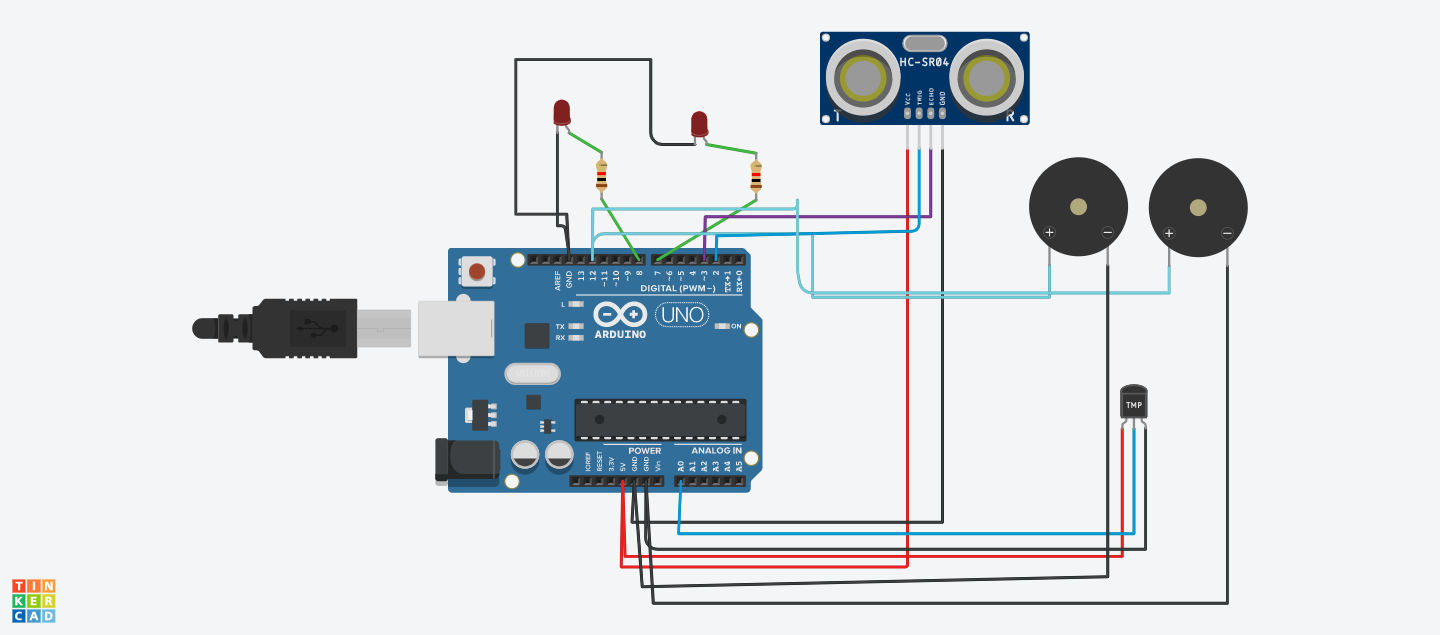 HC-SR04
VCC
TRIG
ECHO
GND
T
R
+
−
+
−
AREF
GND
13
12
~11
~10
~9
8
7
~6
~5
4
~3
2
TX→1
RX←0
DIGITAL (PWM~)
L
TX
RX
UNO
ON
ARDUINO
TMP
POWER
ANALOG IN
IOREF
RESET
3.3V
5V
GND
GND
Vin
A0
A1
A2
A3
A4
A5
TIN
KER
CAD